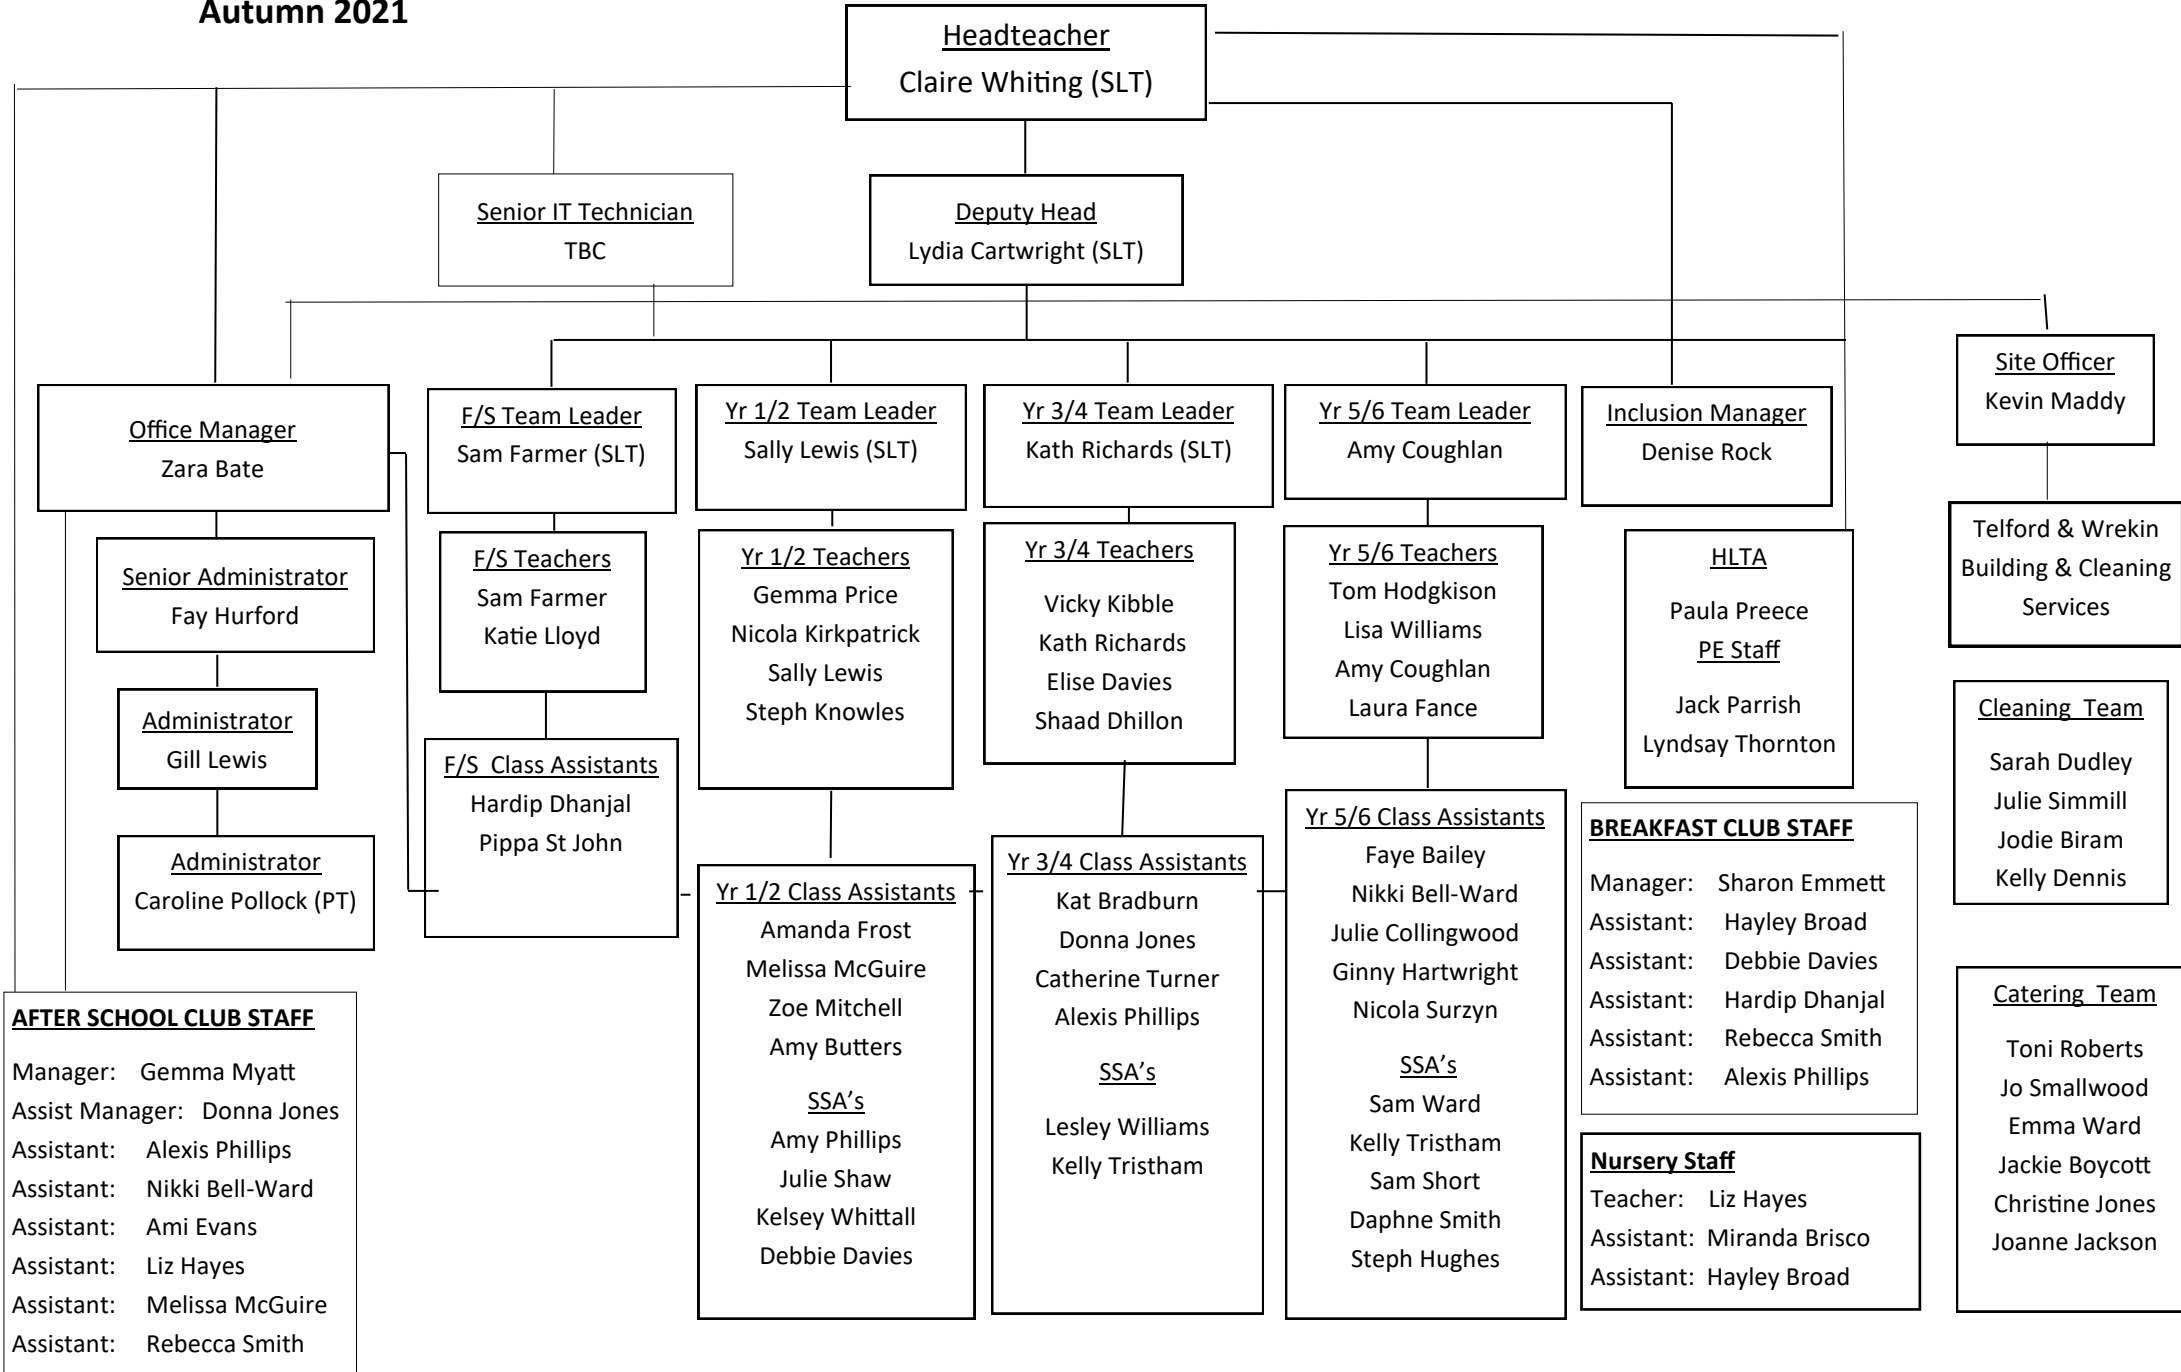 Autumn 2021
Headteacher
Claire Whiting (SLT)
Senior IT Technician
TBC
Deputy Head
Lydia Cartwright (SLT)
Site Officer
Kevin Maddy
Office Manager
Zara Bate
F/S Team Leader
Sam Farmer (SLT)
Yr 1/2 Team Leader
Sally Lewis (SLT)
Yr 3/4 Team Leader
Kath Richards (SLT)
Yr 5/6 Team Leader
Amy Coughlan
Inclusion Manager
Denise Rock
Telford & Wrekin
Building & Cleaning
Services
Senior Administrator
Fay Hurford
F/S Teachers
Sam Farmer
Katie Lloyd
Yr 1/2 Teachers
Gemma Price
Nicola Kirkpatrick
Sally Lewis
Steph Knowles
Yr 3/4 Teachers
Vicky Kibble
Kath Richards
Elise Davies
Shaad Dhillon
Yr 5/6 Teachers
Tom Hodgkison
Lisa Williams
Amy Coughlan
Laura Fance
HLTA
Paula Preece
PE Staff
Jack Parrish
Lyndsay Thornton
Administrator
Gill Lewis
Administrator
Caroline Pollock (PT)
F/S  Class Assistants
Hardip Dhanjal
Pippa St John
Yr 1/2 Class Assistants
Amanda Frost
Melissa McGuire
Zoe Mitchell
Amy Butters
SSA’s
Amy Phillips
Julie Shaw
Kelsey Whittall
Debbie Davies
Yr 3/4 Class Assistants
Kat Bradburn
Donna Jones
Catherine Turner
Alexis Phillips
SSA’s
Lesley Williams
Kelly Tristham
Yr 5/6 Class Assistants
Faye Bailey
Nikki Bell-Ward
Julie Collingwood
Ginny Hartwright
Nicola Surzyn
SSA’s
Sam Ward
Kelly Tristham
Sam Short
Daphne Smith
Steph Hughes
BREAKFAST CLUB STAFF
Manager: Sharon Emmett
Assistant: Hayley Broad
Assistant: Debbie Davies
Assistant: Hardip Dhanjal
Assistant: Rebecca Smith
Assistant: Alexis Phillips
Nursery Staff
Teacher: Liz Hayes
Assistant: Miranda Brisco
Assistant: Hayley Broad
Cleaning  Team
Sarah Dudley
Julie Simmill
Jodie Biram
Kelly Dennis
Catering  Team
Toni Roberts
Jo Smallwood
Emma Ward
Jackie Boycott
Christine Jones
Joanne Jackson
AFTER SCHOOL CLUB STAFF
Manager: Gemma Myatt
Assist Manager: Donna Jones
Assistant: Alexis Phillips
Assistant: Nikki Bell-Ward
Assistant: Ami Evans
Assistant: Liz Hayes
Assistant: Melissa McGuire
Assistant: Rebecca Smith